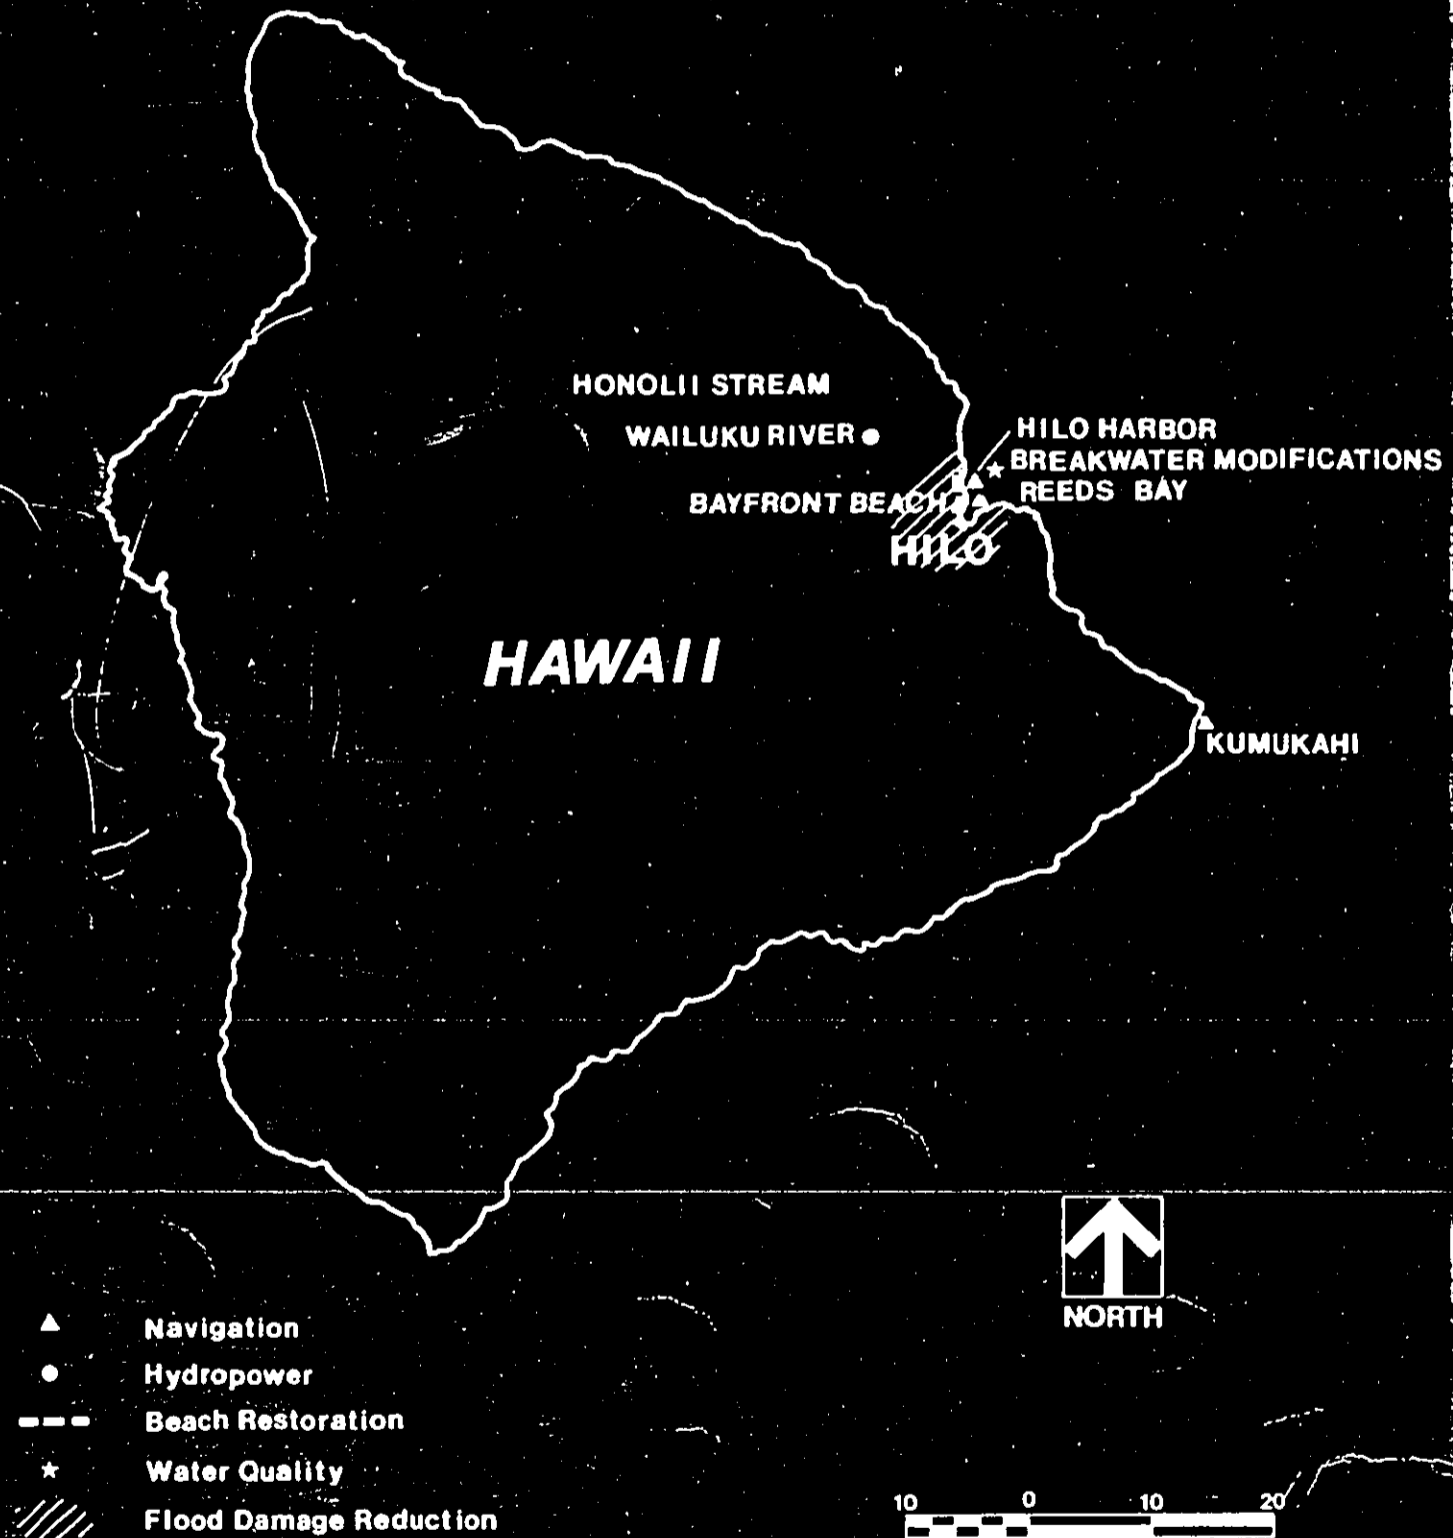 HONOLII STREAM
WAILUKU RIVER
HILO HARBOR
BREAKWATER MODIFICATIONS
REEDS BAY
BAYFRONT BEACH
HILO
HAWAII
KUMUKAHI
NORTH
Navigation
Hydropower
Beach Restoration
Water Quality
Flood Damage Reduction
10 0 10 20